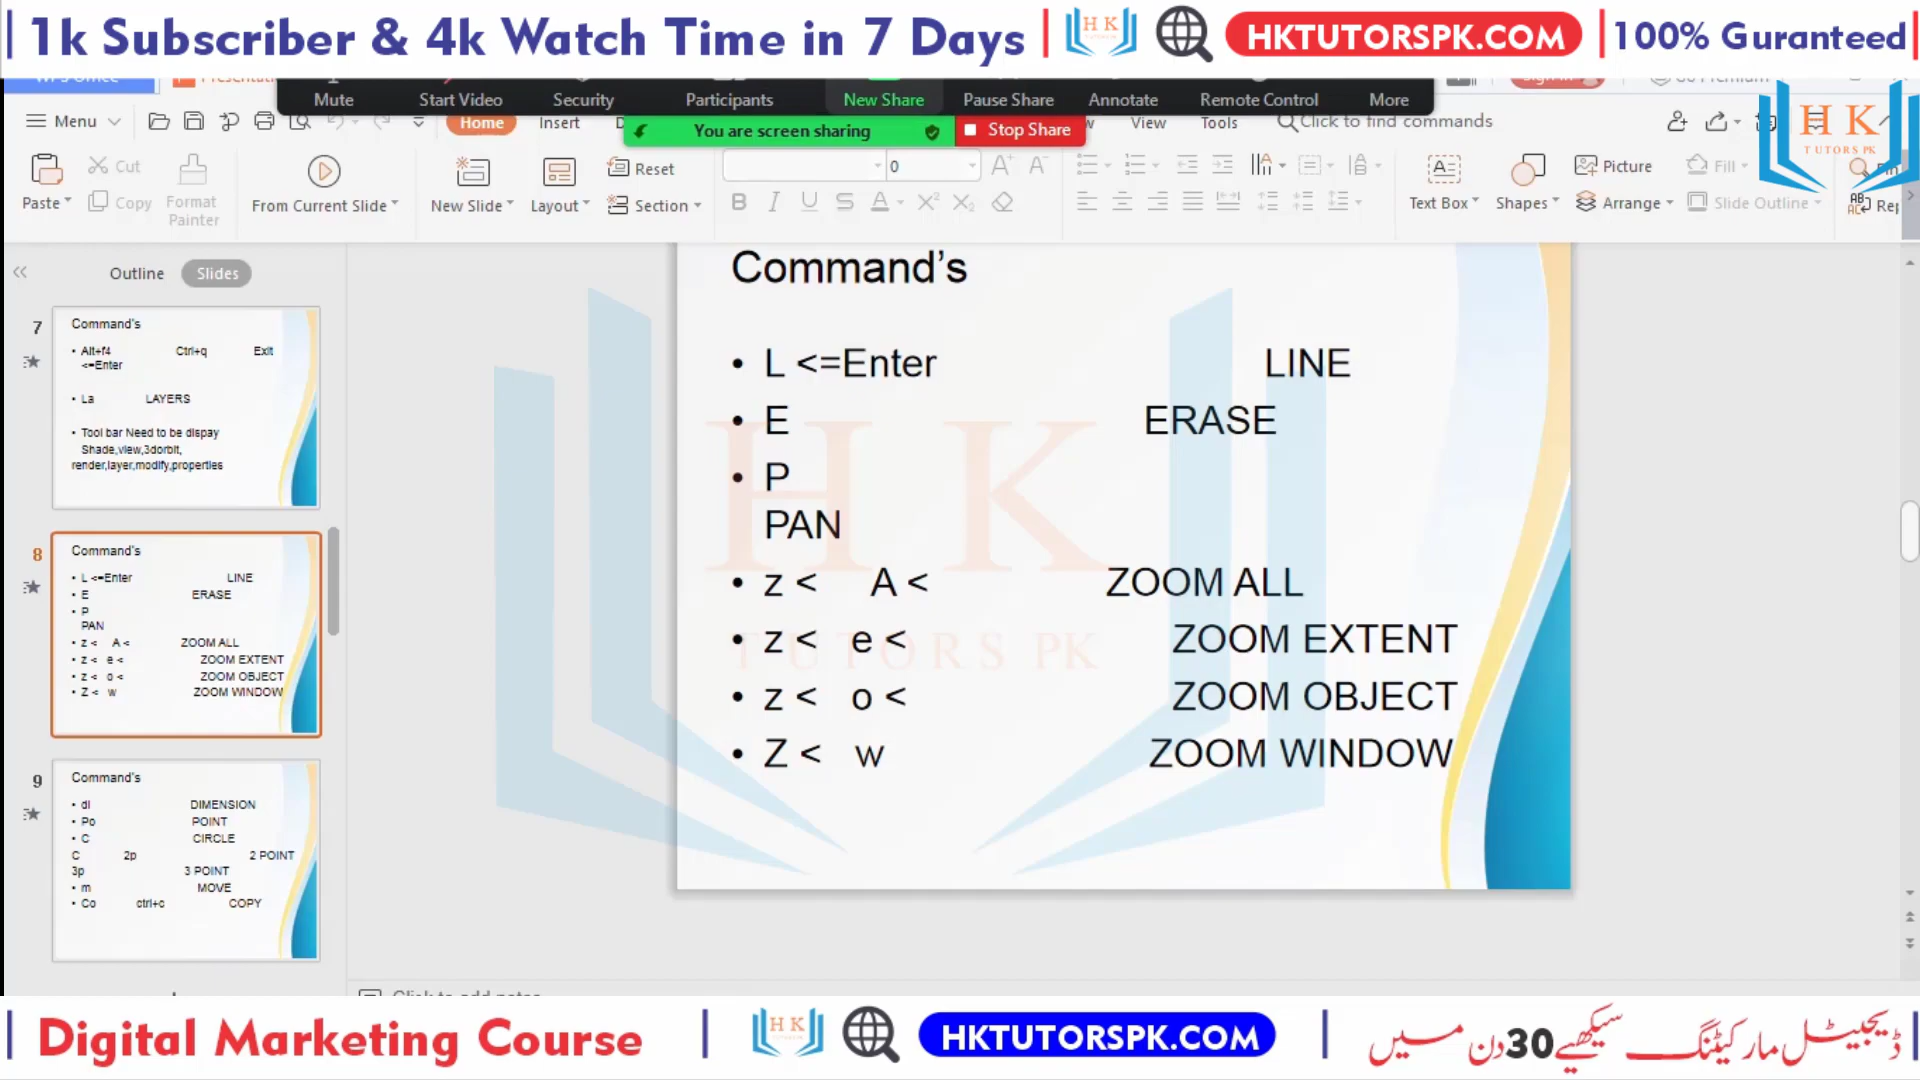 1k Subscriber & 4k Watch Time in 7 Days
H K
HKTUTORSPK.COM
100% Guranteed
Mute
Start Video
Security
Participants
New Share
Pause Share
Annotate
Remote Control
More
You are screen sharing
Stop Share
Menu
Home
Insert
View
Tools
Click to find commands
H K
TUTORS PK
Paste
Cut
Copy
Format
Painter
From Current Slide
New Slide
Layout
Reset
Section
0
Text Box
Shapes
Picture
Arrange
Fill
Slide Outline
Outline
Slides
7
Command's
• Alt+f4 Ctrl+q Exit
<=Enter
• La LAYERS
• Tool bar Need to be dispay
Shade,view,3dorbit,
render,layer,modify,properties
8
Command's
• L <=Enter LINE
• E ERASE
• P
PAN
• z < A < ZOOM ALL
• z < e < ZOOM EXTENT
• z < o < ZOOM OBJECT
• Z < w ZOOM WINDOW
9
Command's
• di DIMENSION
• Po POINT
• C CIRCLE
C 2p 2 POINT
3p 3 POINT
• m MOVE
• Co ctrl+c COPY
Command's
• L <=Enter LINE
• E ERASE
• P
PAN
• z < A < ZOOM ALL
• z < e < ZOOM EXTENT
• z < o < ZOOM OBJECT
• Z < w ZOOM WINDOW
H K
TUTORS PK
Digital Marketing Course
H K
HKTUTORSPK.COM
ڈیجیٹل مارکیٹنگ سیکھیے 30 دن میں